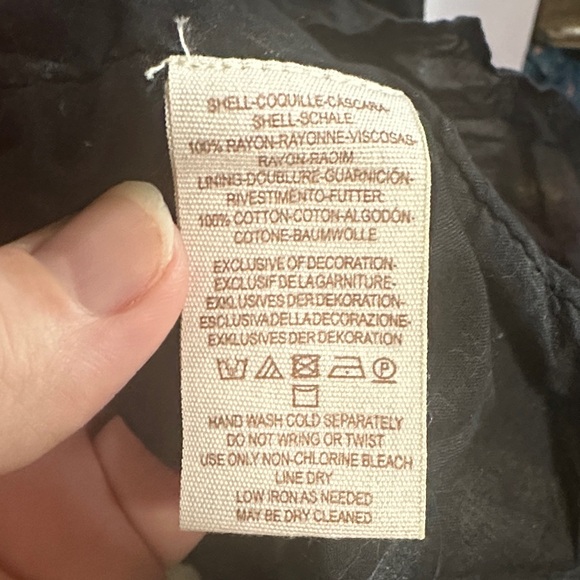 SHELL-COQUILLE-CASCARA-
SHELL-SCHALE
100% RAYON-RAYONNE-VISCOSAS-
RAYON-RAOIM
LINING-DOUBLURE-GUARNICIÓN-
RIVESTIMENTO-FUTTER
100% COTTON-COTON-ALGODÓN-
COTONE-BAUMWOLLE
EXCLUSIVE OF DECORATION-
EXCLUSIF DE LA GARNITURE-
EXKLUSIVES DER DEKORATION-
ESCLUSIVA DELLA DECORAZIONE-
EXKLUSIVES DER DEKORATION
P
HAND WASH COLD SEPARATELY
DO NOT WRING OR TWIST
USE ONLY NON-CHLORINE BLEACH
LINE DRY
LOW IRON AS NEEDED
MAY BE DRY CLEANED